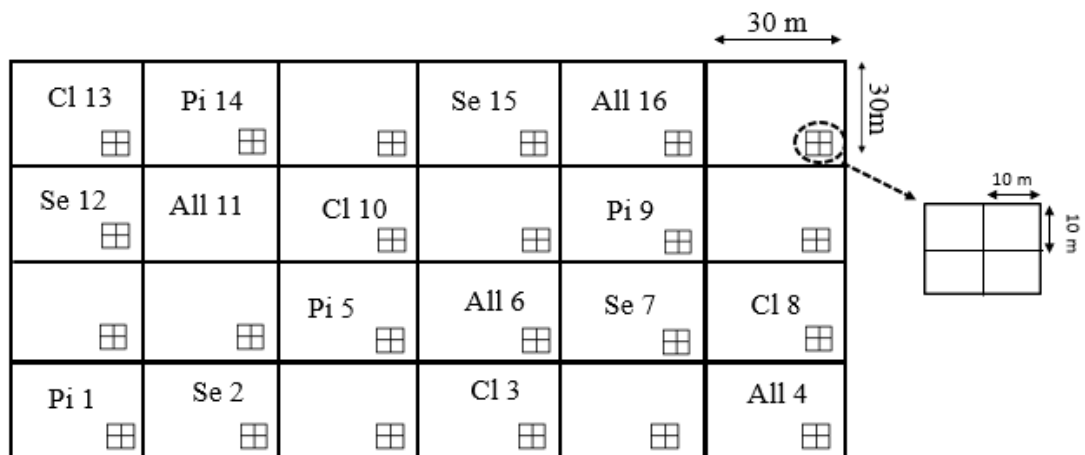 30 m
30m
Cl 13
Pi 14
Se 15
All 16
Se 12
All 11
Cl 10
Pi 9
10 m
10 m
Pi 5
All 6
Se 7
Cl 8
Pi 1
Se 2
Cl 3
All 4